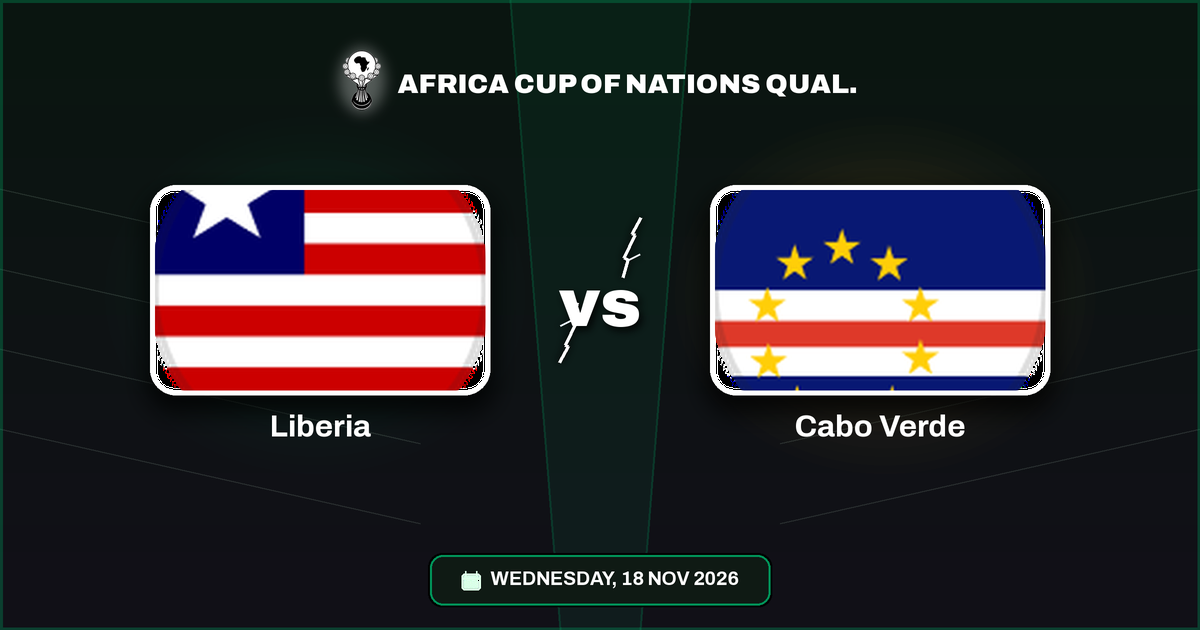 AFRICA CUP OF NATIONS QUAL.
VS
Liberia
Cabo Verde
WEDNESDAY, 18 NOV 2026